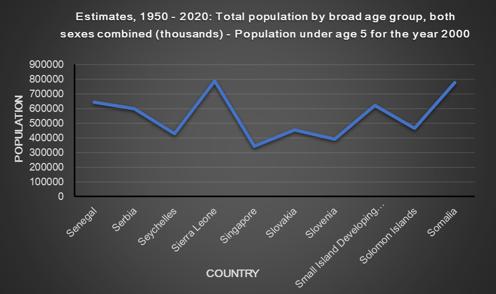 Estimates, 1950 - 2020: Total population by broad age group, both
sexes combined (thousands) - Population under age 5 for the year 2000
900000
800000
700000
600000
500000
400000
300000
200000
100000
0
POPULATION
Senegal
Serbia
Seychelles
Sierra Leone
Singapore
Slovakia
Slovenia
Small Island Developing...
Solomon Islands
Somalia
COUNTRY